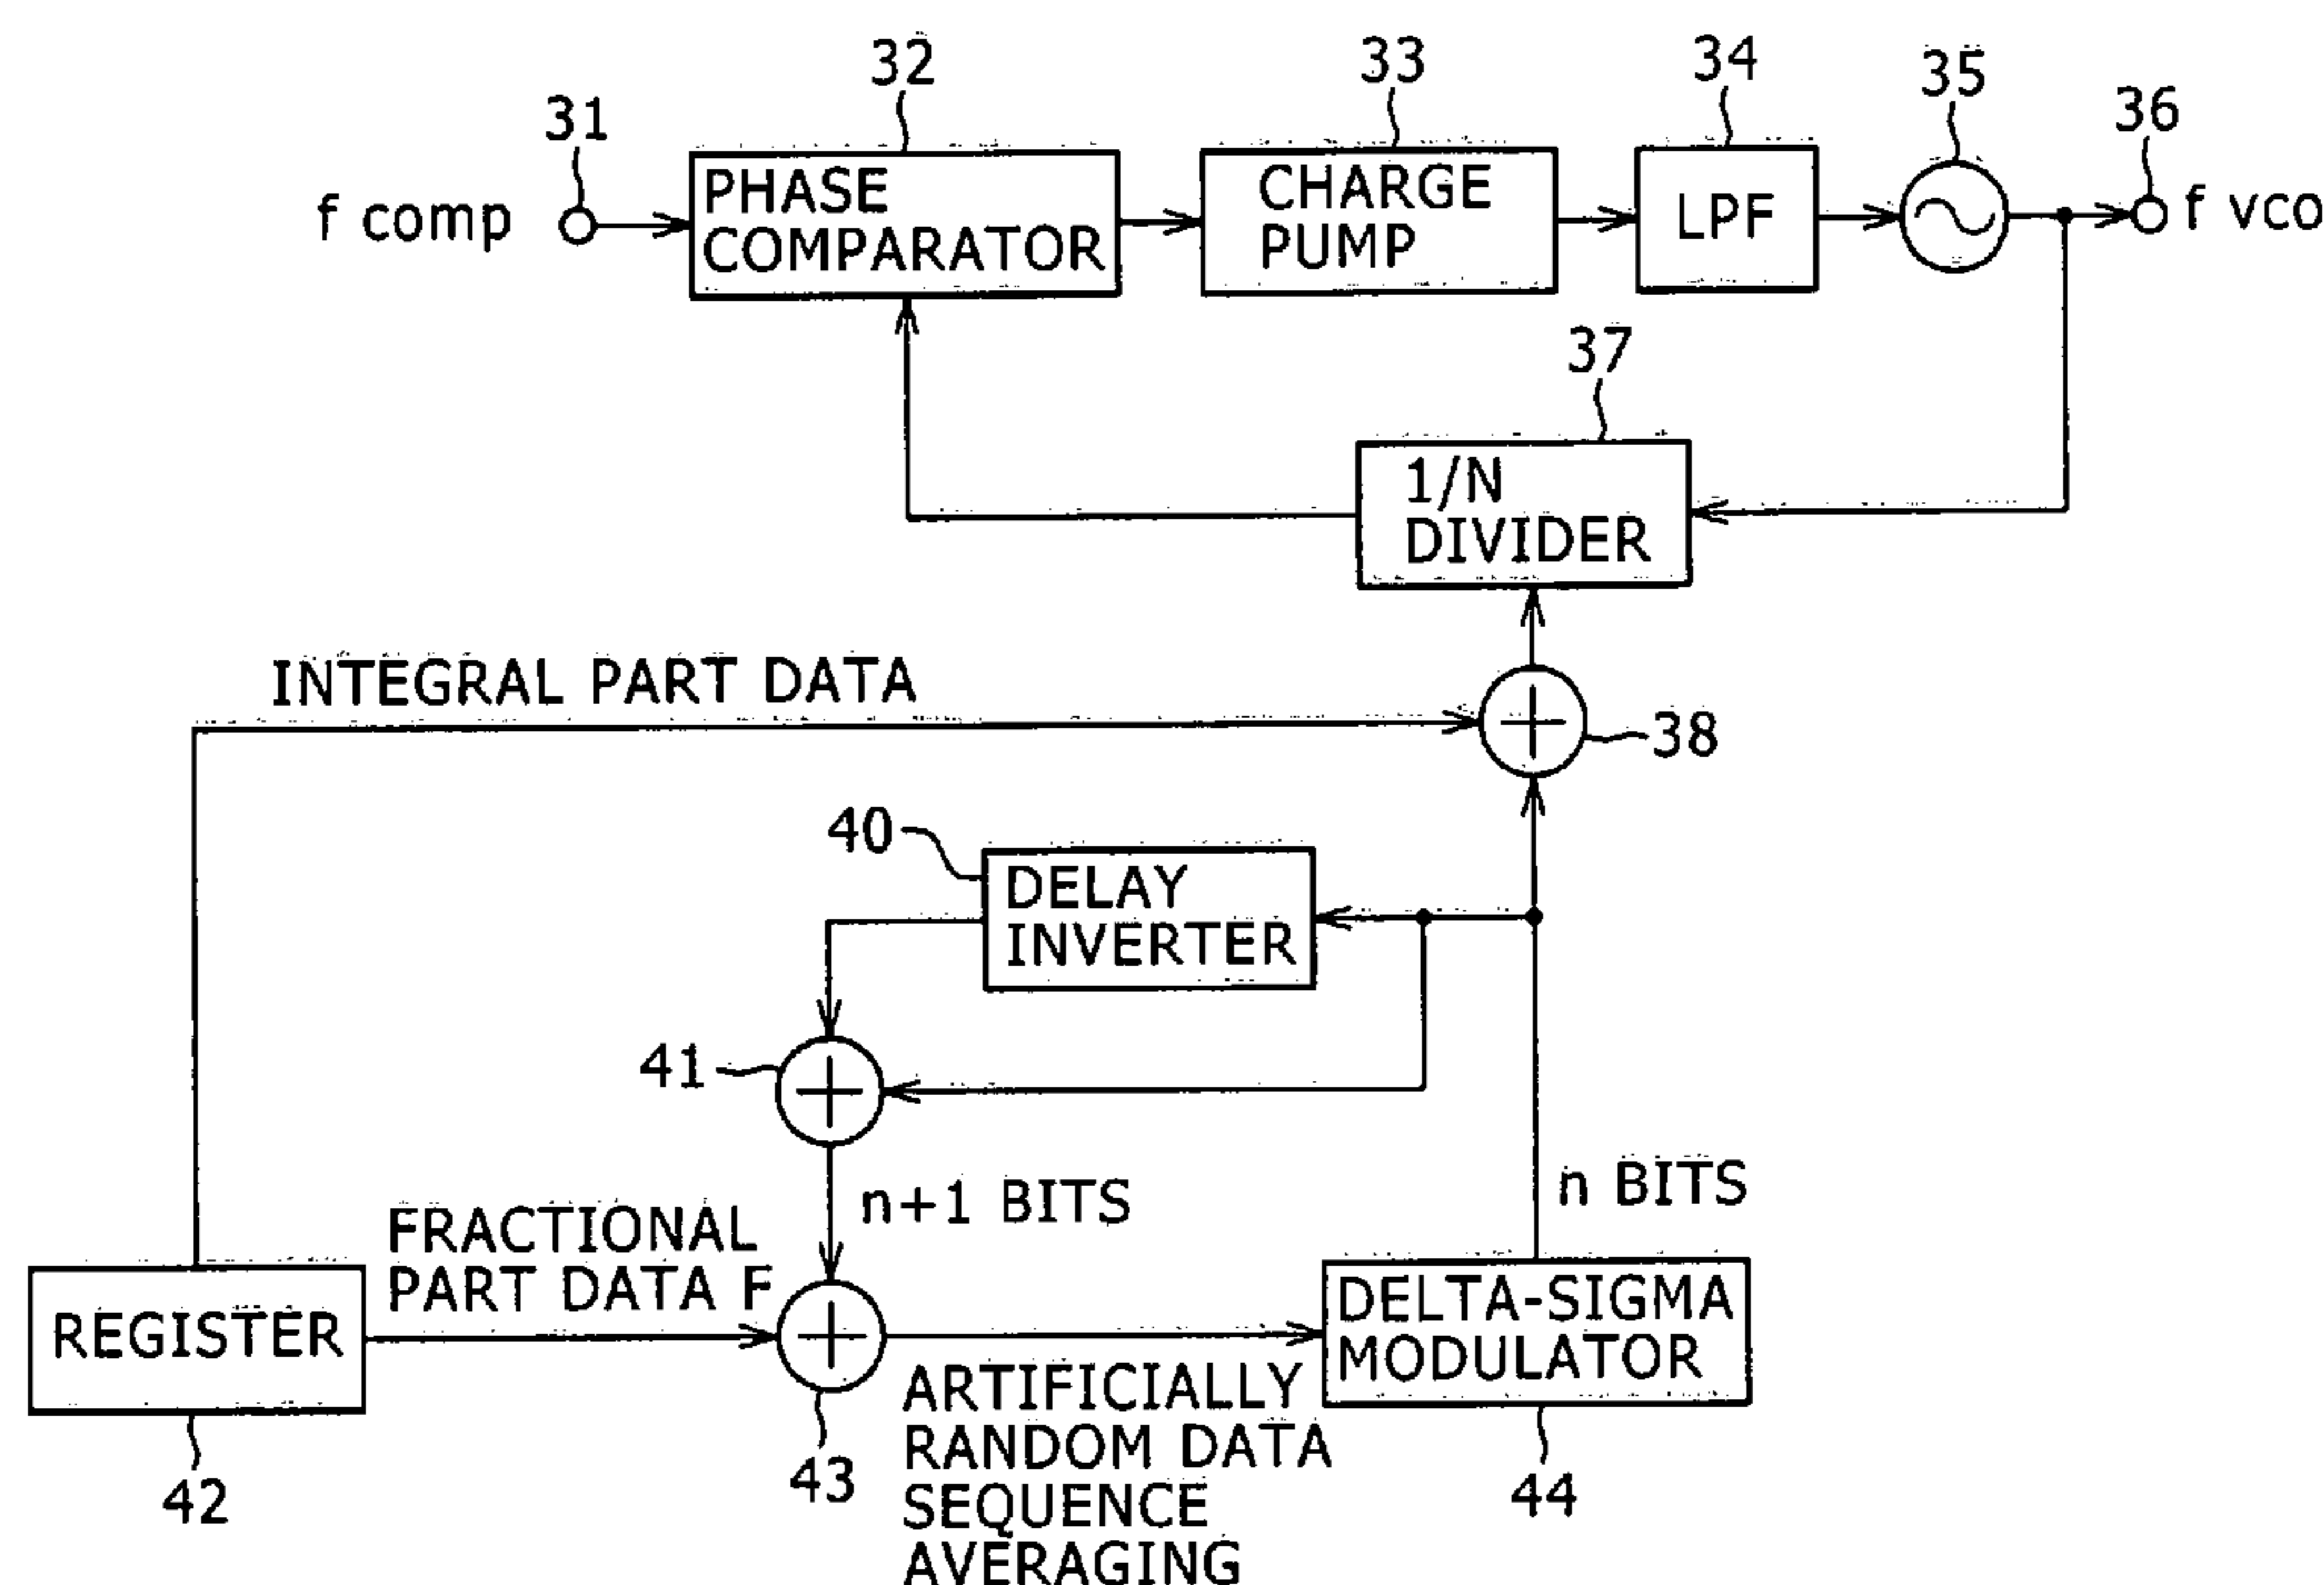 32
33
34
35
36
31
f comp
PHASE
COMPARATOR
CHARGE
PUMP
LPF
f vco
37
1/N
DIVIDER
INTEGRAL PART DATA
38
40
DELAY
INVERTER
41
n+1 BITS
n BITS
FRACTIONAL
PART DATA F
REGISTER
DELTA-SIGMA
MODULATOR
ARTIFICIALLY
RANDOM DATA
SEQUENCE
AVERAGING
42
43
44